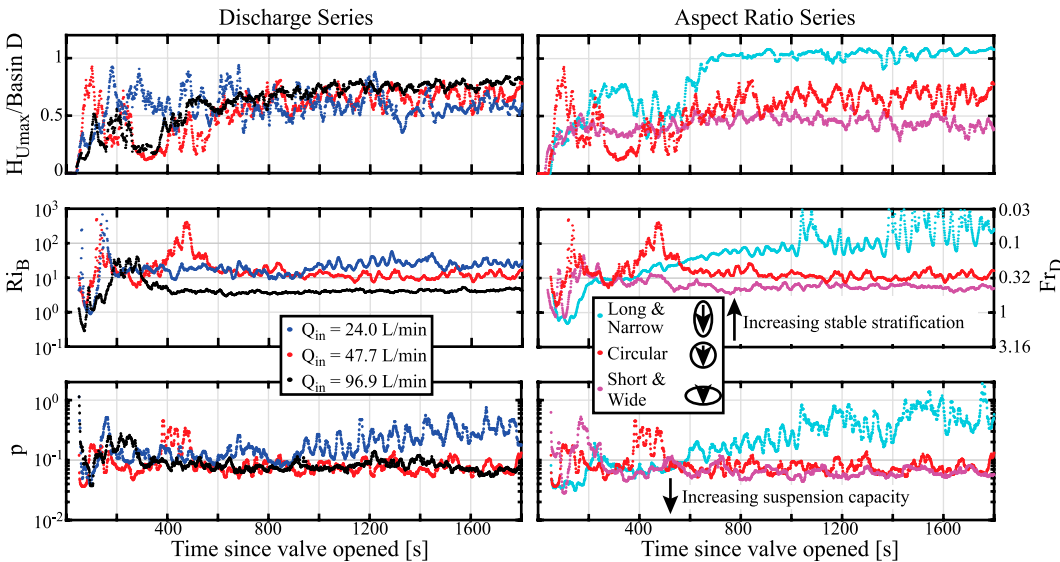 Discharge Series
Aspect Ratio Series
H_Umax/Basin D
1
0.5
0
Ri_B
10^3
10^2
10^1
10^0
10^-1
0.03
0.1
0.32
1
3.16
Fr_D
Q_in = 24.0 L/min
Q_in = 47.7 L/min
Q_in = 96.9 L/min
Long &
Narrow
Circular
Short &
Wide
Increasing stable stratification
p
10^0
10^-1
10^-2
Increasing suspension capacity
400 800 1200 1600
400 800 1200 1600
Time since valve opened [s]
Time since valve opened [s]